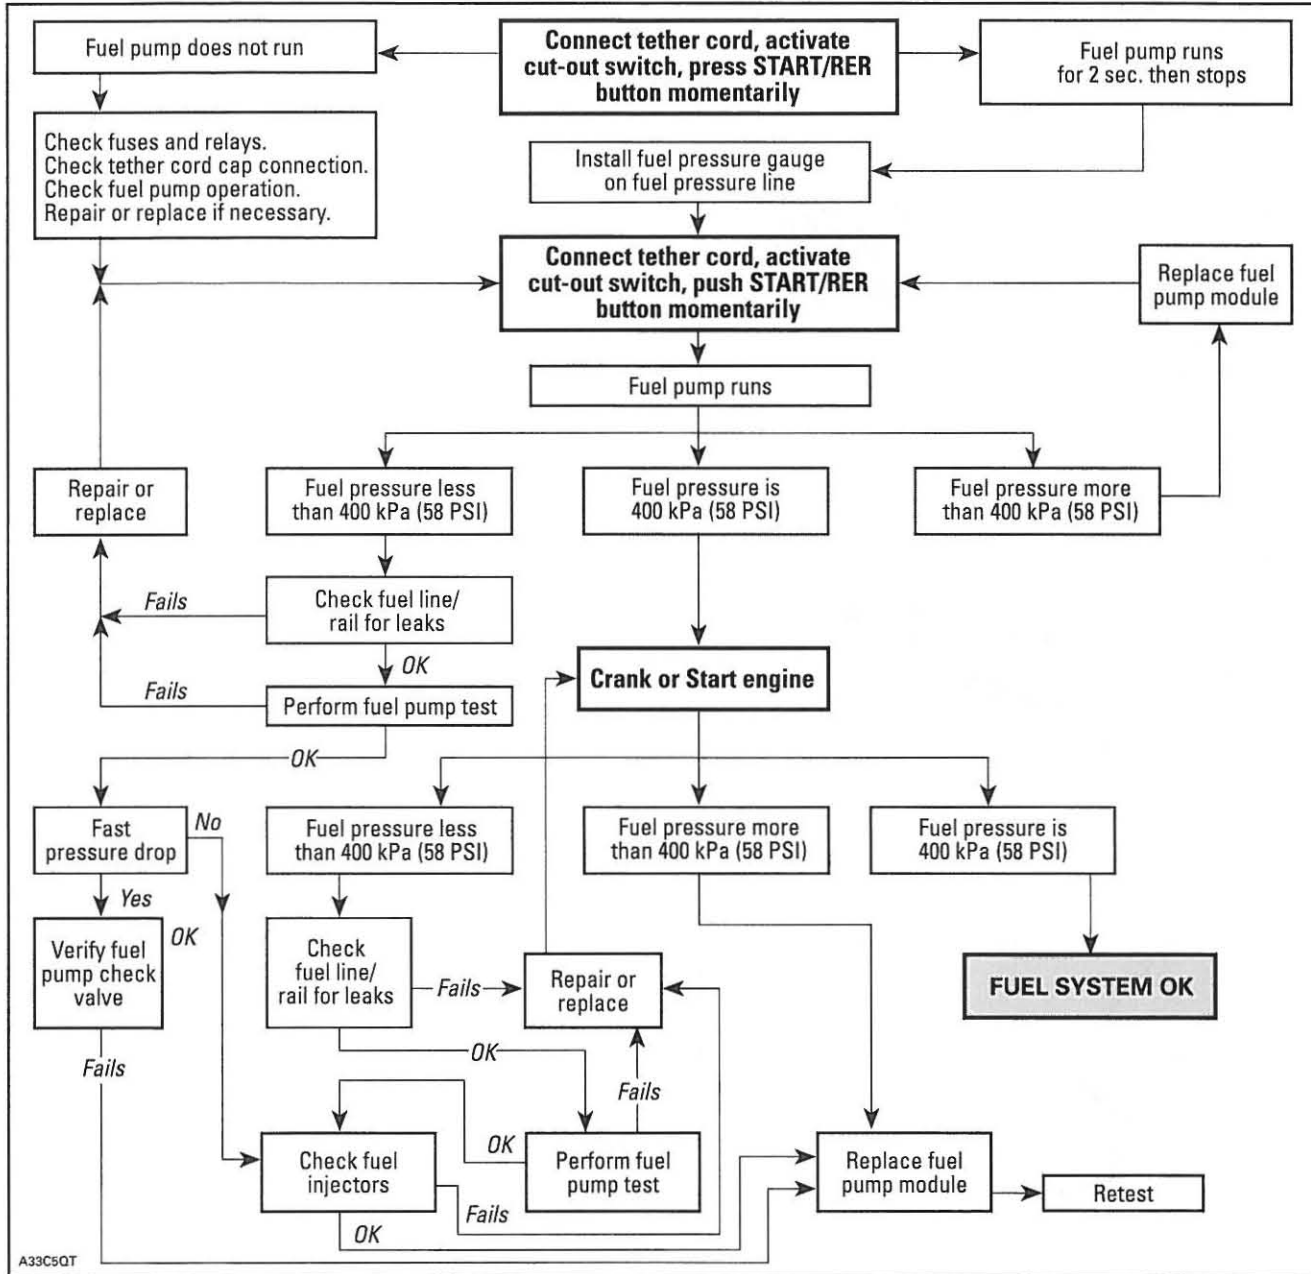 Fuel pump does not run
Connect tether cord, activate
cut-out switch, press START/RER
button momentarily
Fuel pump runs
for 2 sec. then stops
Check fuses and relays.
Check tether cord cap connection.
Check fuel pump operation.
Repair or replace if necessary.
Install fuel pressure gauge
on fuel pressure line
Connect tether cord, activate
cut-out switch, push START/RER
button momentarily
Replace fuel
pump module
Fuel pump runs
Repair or
replace
Fuel pressure less
than 400 kPa (58 PSI)
Fuel pressure is
400 kPa (58 PSI)
Fuel pressure more
than 400 kPa (58 PSI)
Fails
Check fuel line/
rail for leaks
OK
Fails
Perform fuel pump test
Crank or Start engine
OK
Fast
pressure drop
No
Fuel pressure less
than 400 kPa (58 PSI)
Fuel pressure more
than 400 kPa (58 PSI)
Fuel pressure is
400 kPa (58 PSI)
Yes
OK
Verify fuel
pump check
valve
Check
fuel line/
rail for leaks
Fails
Repair or
replace
FUEL SYSTEM OK
Fails
OK
Fails
Check fuel
injectors
OK
Perform fuel
pump test
Replace fuel
pump module
Retest
Fails
OK
A33C5QT